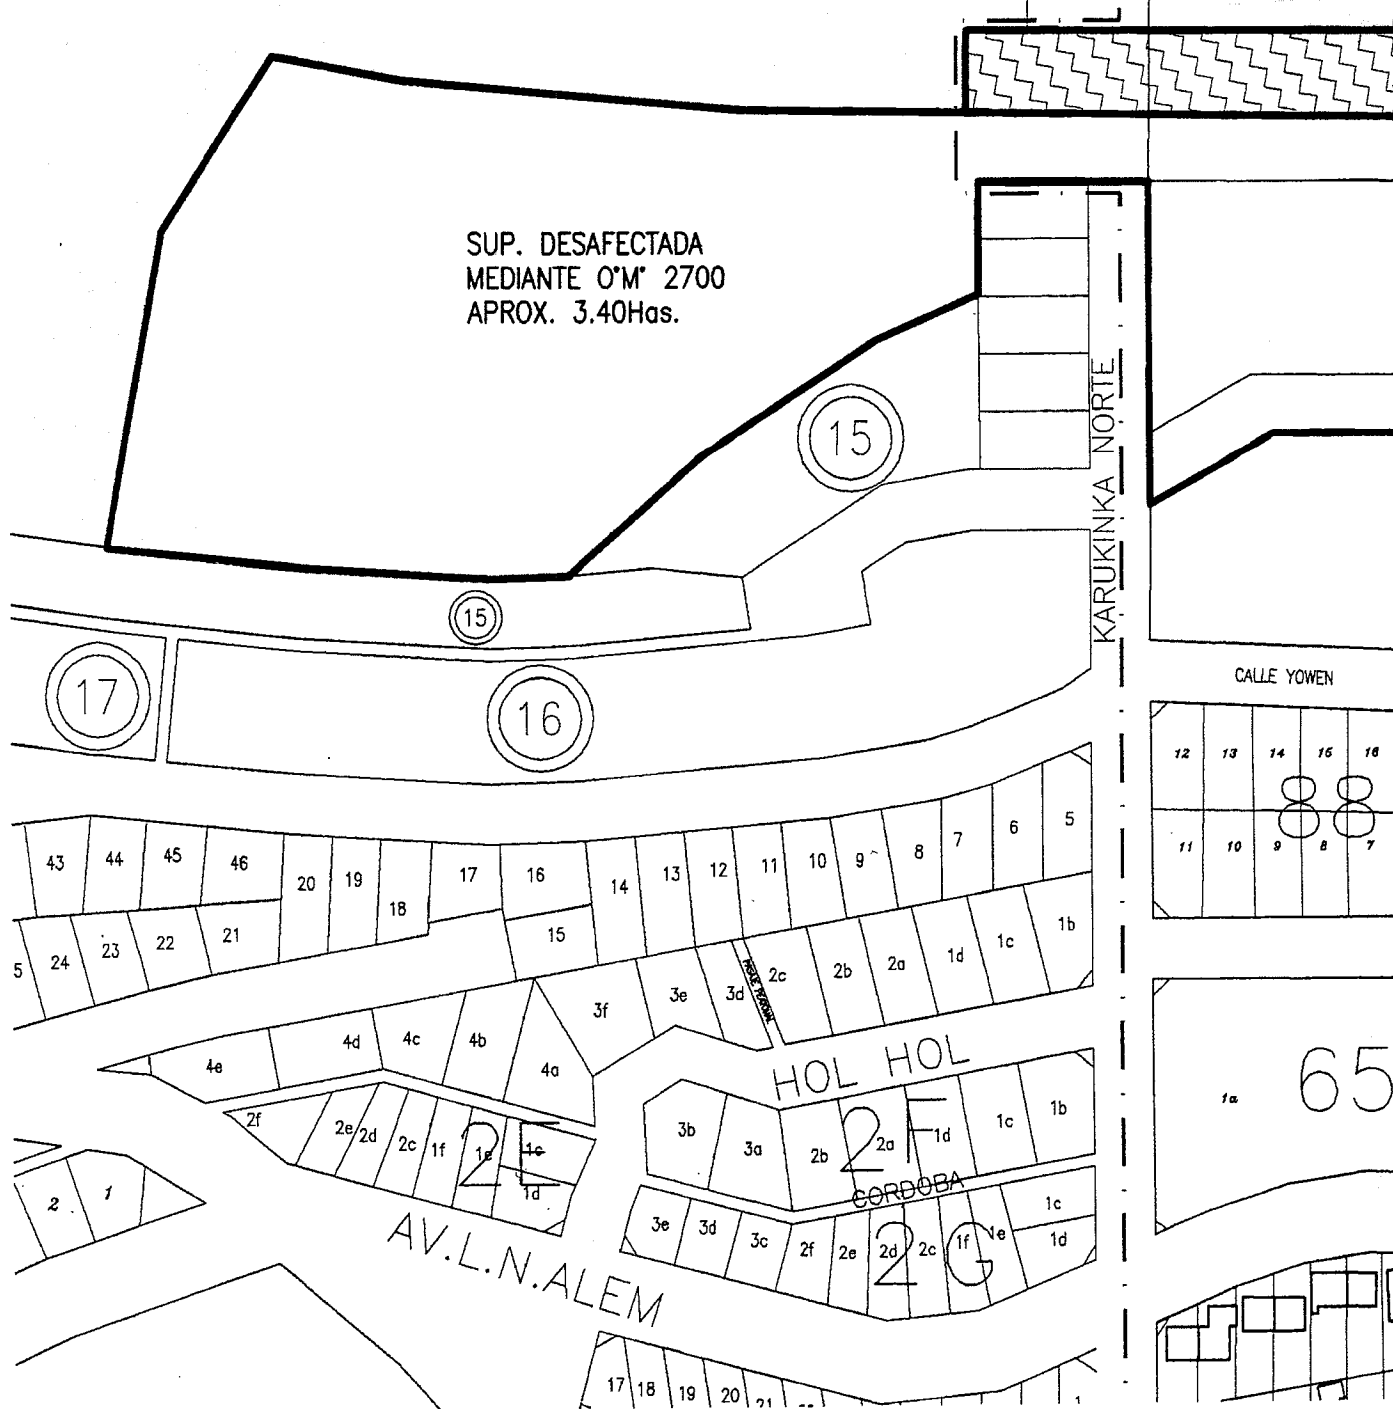 SUP. DESAFECTADA
MEDIANTE O°M° 2700
APROX. 3.40Has.
15
KARUKINKA NORTE
15
CALLE YOWEN
17
16
12 13 14 15 16
88
11 10 9 8 7
43 44 45 46 20 19 18 17 16 14 13 12 11 10 9 8 7 6 5
5 24 23 22 21 15
3f 3e 3d 2c 2b 2a 1d 1c 1b
4e 4d 4c 4b 4a
HOL HOL
65
1a
2f 2e 2d 2c 1f 1e 1c
1d
2E
3b 3a 2b 2a 1d 1c 1b
2F
CORDOBA
2 1
3e 3d 3c 2f 2e 2d 2c 1f 1e 1c
1d
2G
AV.L.N.ALEM
17 18 19 20 21